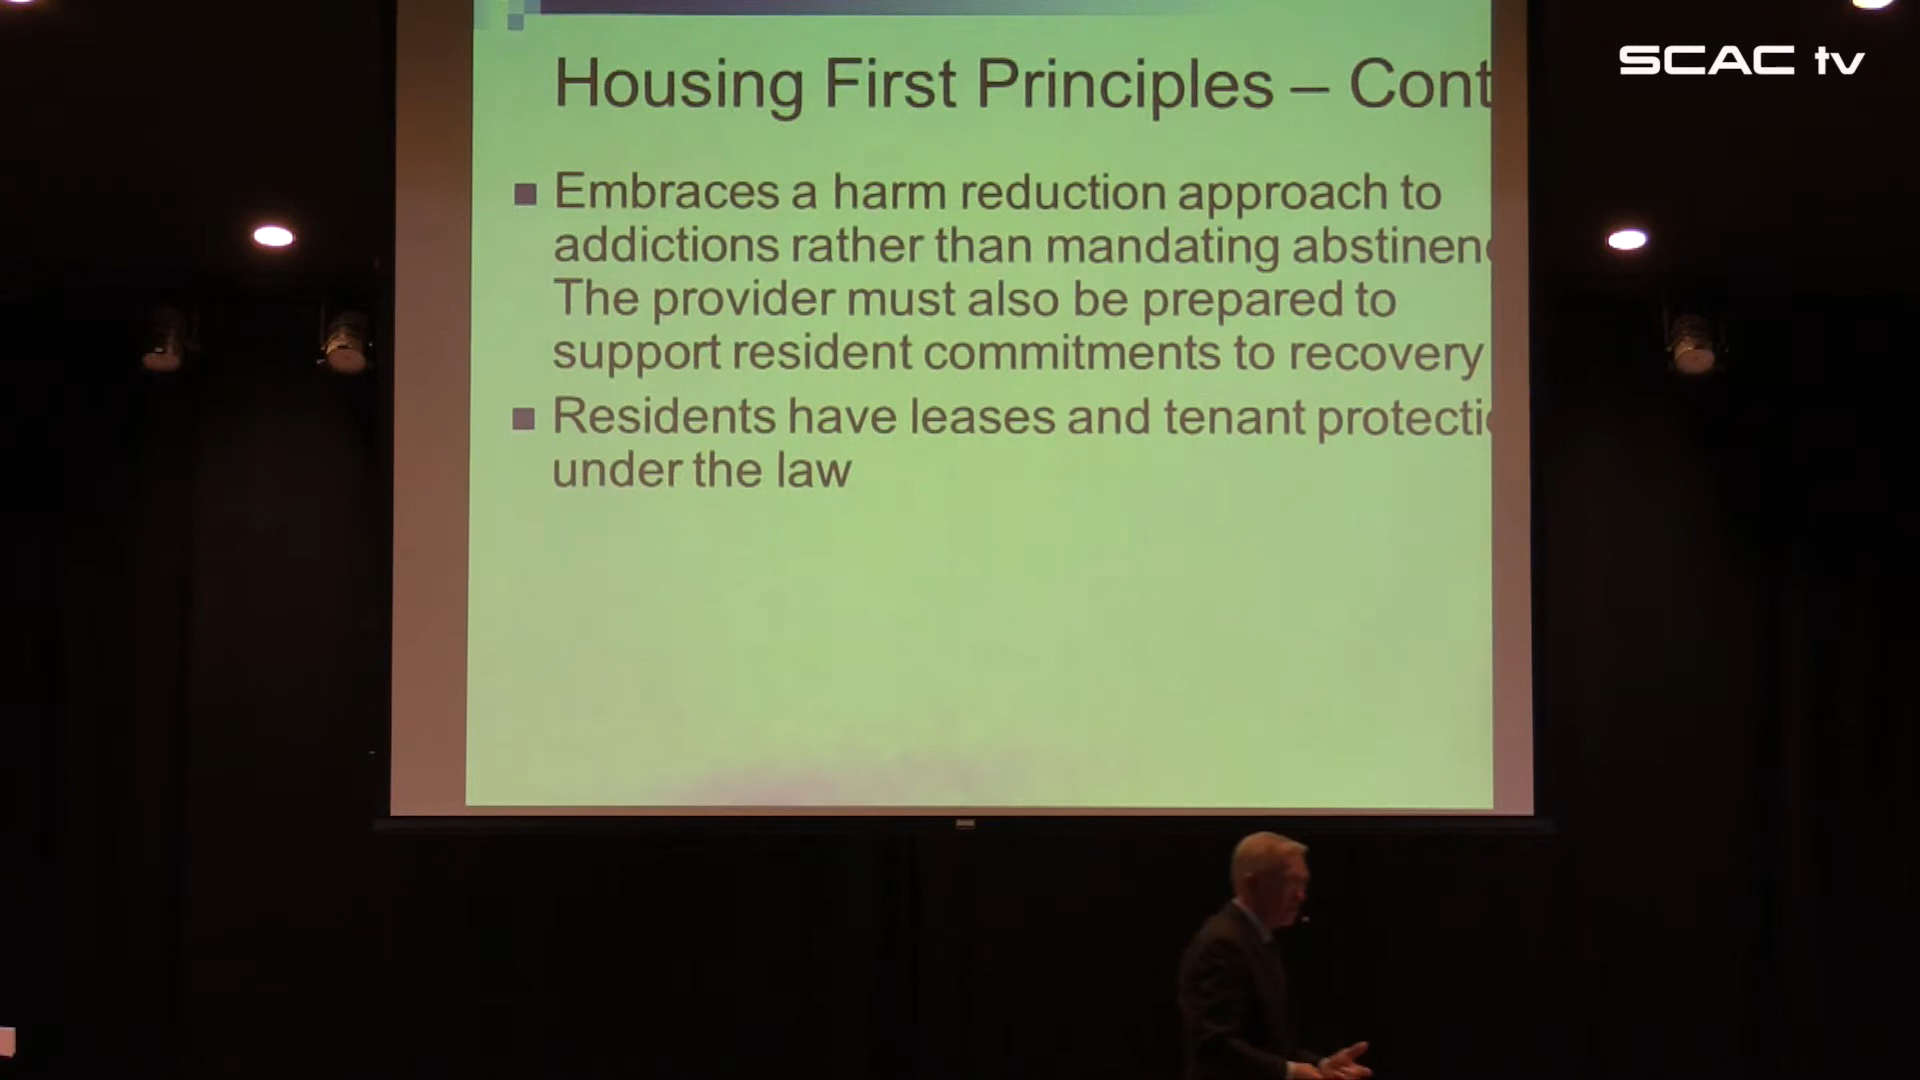 SCAC tv
Housing First Principles – Cont
Embraces a harm reduction approach to
addictions rather than mandating
The provider must also be prepared to
support resident commitments to recovery
Residents have leases and tenant
under the law